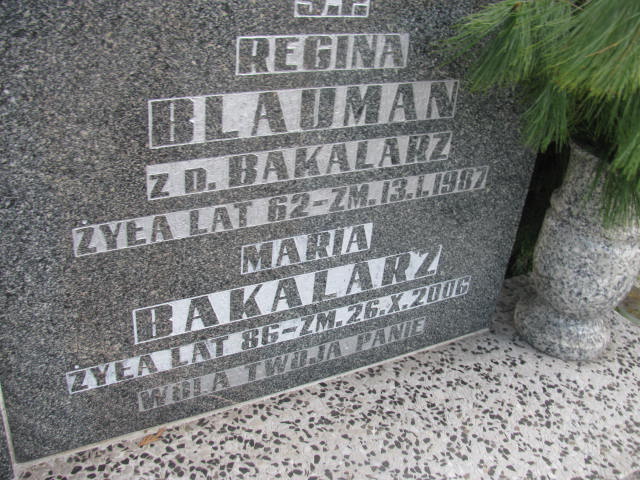 Ś.P.
REGINA
BLAUMAN
Z D. BAKALARZ
ŻYŁA LAT 62-ZM.13.I.1987
MARIA
BAKALARZ
ŻYŁA LAT 86-ZM.26.X.2006
WOLA TWOJA PANIE